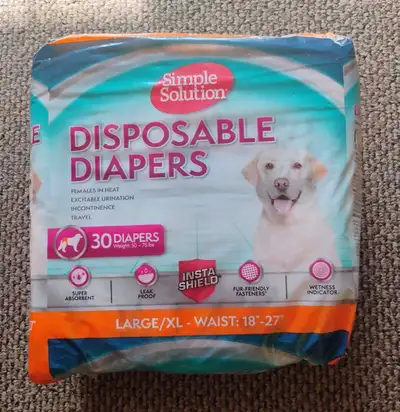 Simple
Solution®
DISPOSABLE
DIAPERS
FEMALES IN HEAT
EXCITABLE URINATION
INCONTINENCE
TRAVEL
30 DIAPERS
SUPER
ABSORBENT
LEAK
PROOF
INSTA
SHIELD
FUR-FRIENDLY
FASTENERS
WETNESS
INDICATOR
LARGE/XL - WAIST: 18"-27"